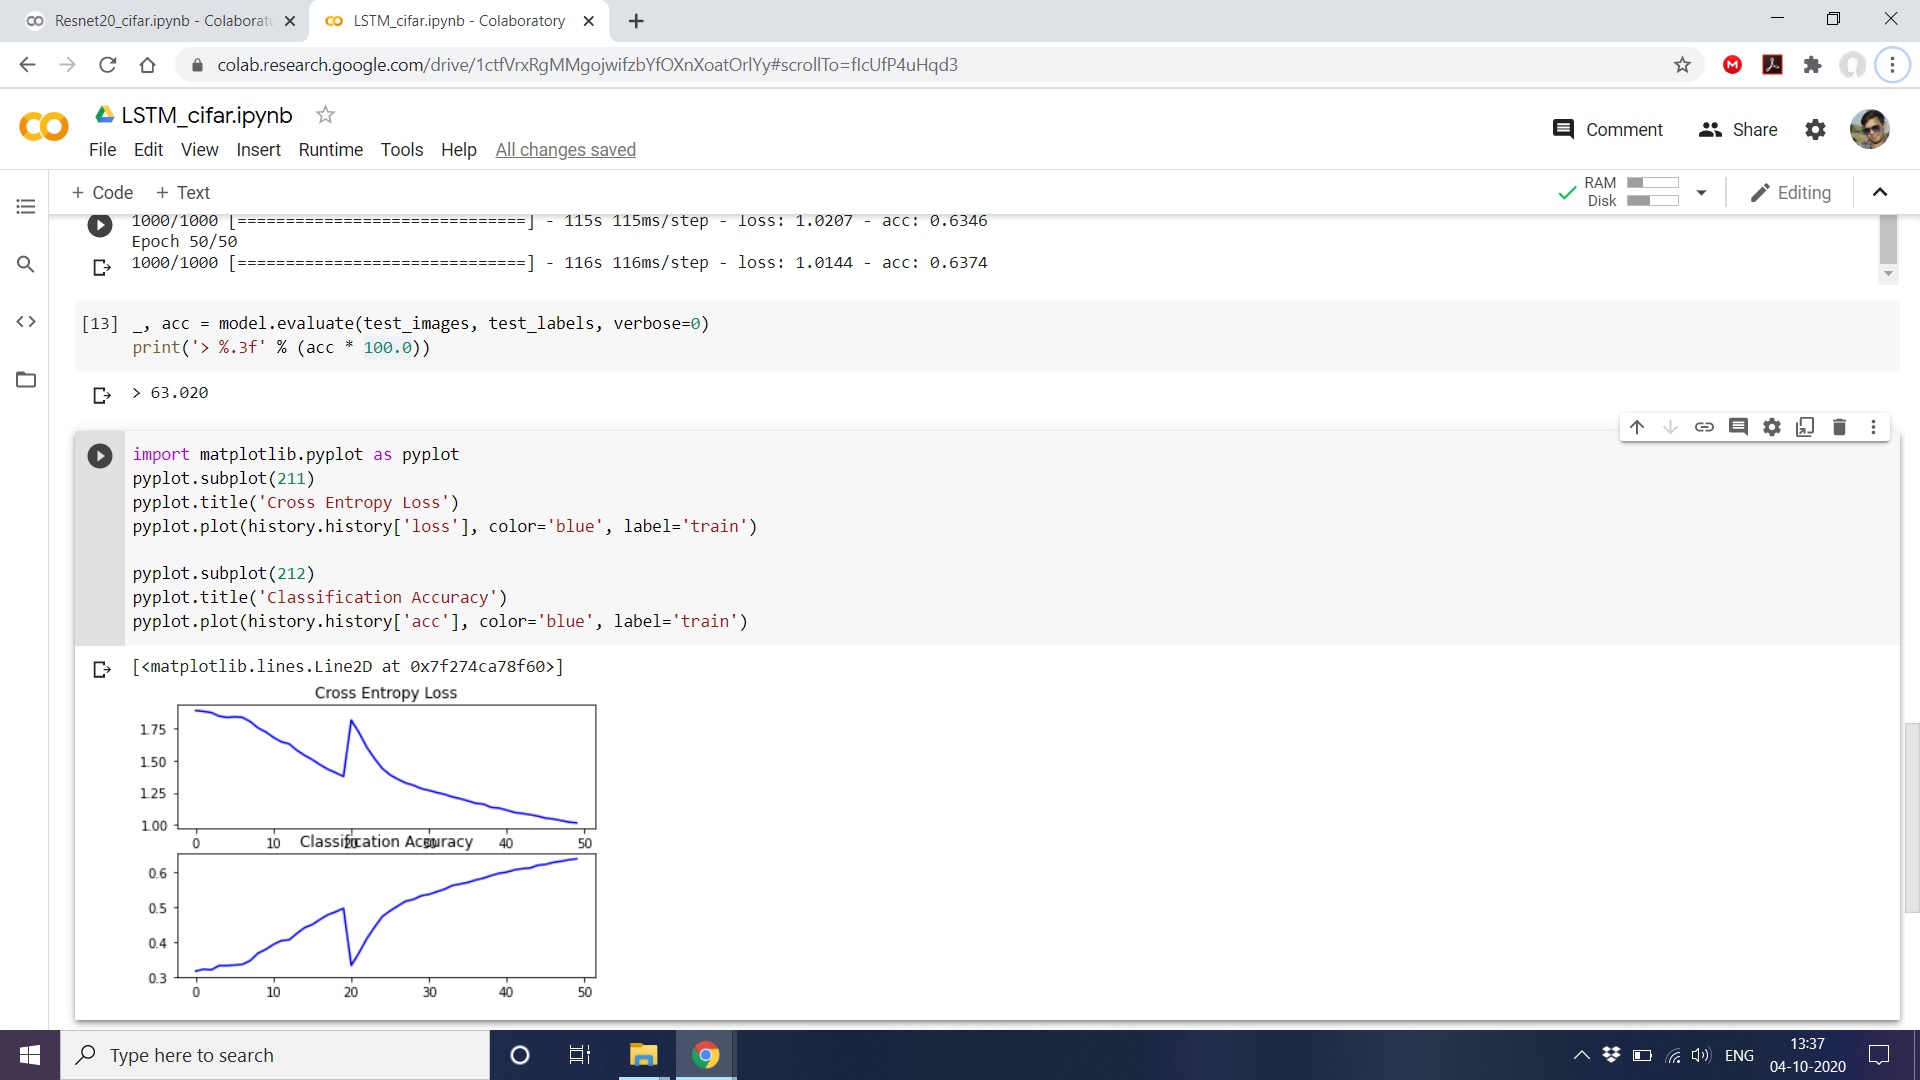 Resnet20_cifar.ipynb - Colaborat
LSTM_cifar.ipynb - Colaboratory
colab.research.google.com/drive/1ctfVrxRgMMgojwifzbYfOXnXoatOrlYy#scrollTo=flcUfP4uHqd3
LSTM_cifar.ipynb
Comment
Share
File Edit View Insert Runtime Tools Help All changes saved
+ Code + Text
RAM
Disk
Editing
1000/1000 [==============================] - 115s 115ms/step - loss: 1.0207 - acc: 0.6346
Epoch 50/50
1000/1000 [==============================] - 116s 116ms/step - loss: 1.0144 - acc: 0.6374
[13] _, acc = model.evaluate(test_images, test_labels, verbose=0)
print('> %.3f' % (acc * 100.0))
> 63.020
import matplotlib.pyplot as pyplot
pyplot.subplot(211)
pyplot.title('Cross Entropy Loss')
pyplot.plot(history.history['loss'], color='blue', label='train')
pyplot.subplot(212)
pyplot.title('Classification Accuracy')
pyplot.plot(history.history['acc'], color='blue', label='train')
[<matplotlib.lines.Line2D at 0x7f274ca78f60>]
Cross Entropy Loss
1.75
1.50
1.25
1.00
0 10 20 30 40 50
Classification Accuracy
0.6
0.5
0.4
0.3
0 10 20 30 40 50
Type here to search
ENG
13:37
04-10-2020